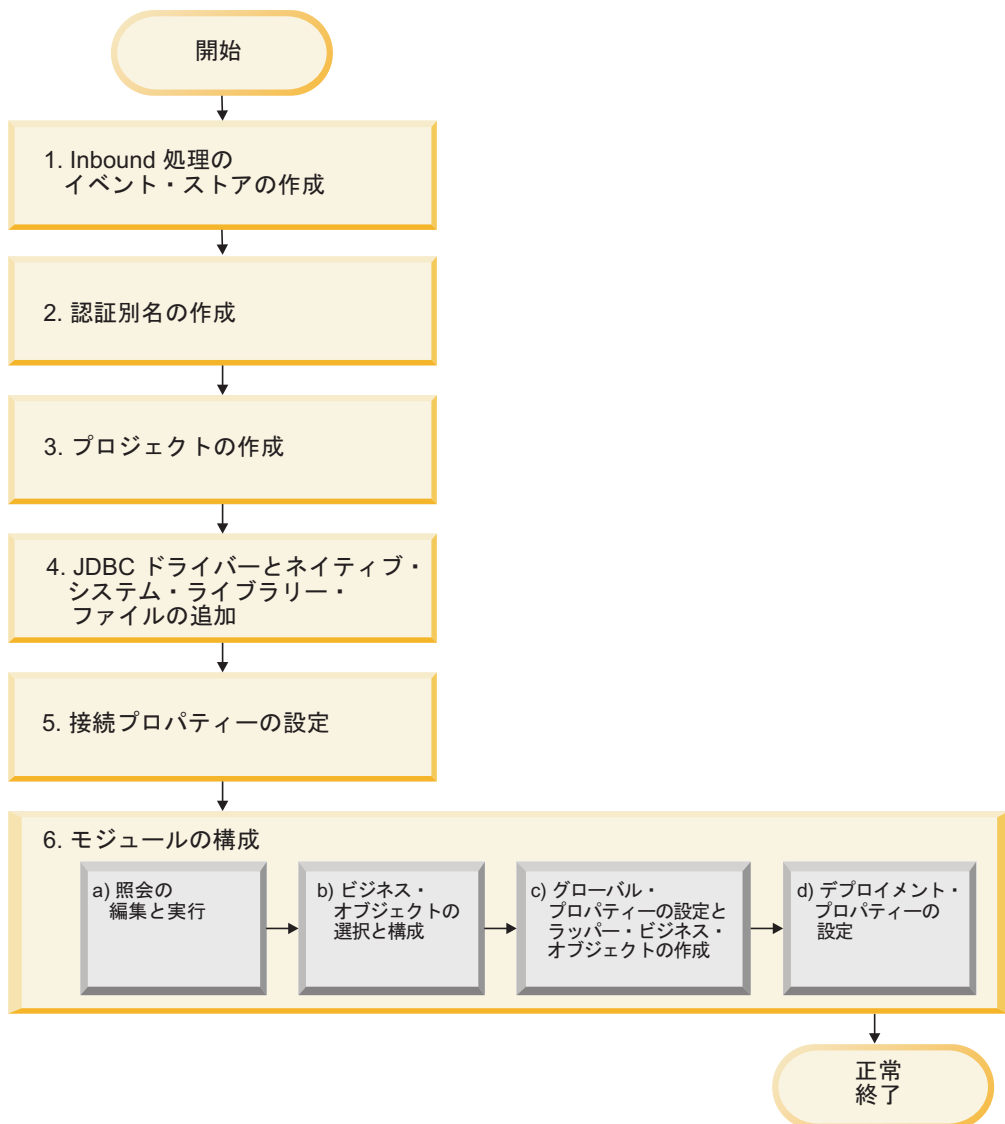 開始
1. Inbound 処理の
イベント・ストアの作成
2. 認証別名の作成
3. プロジェクトの作成
4. JDBC ドライバーとネイティブ・
システム・ライブラリー・
ファイルの追加
5. 接続プロパティーの設定
6. モジュールの構成
a) 照会の
編集と実行
b) ビジネス・
オブジェクトの
選択と構成
c) グローバル・
プロパティーの設定と
ラッパー・ビジネス・
オブジェクトの作成
d) デプロイメント・
プロパティーの
設定
正常
終了